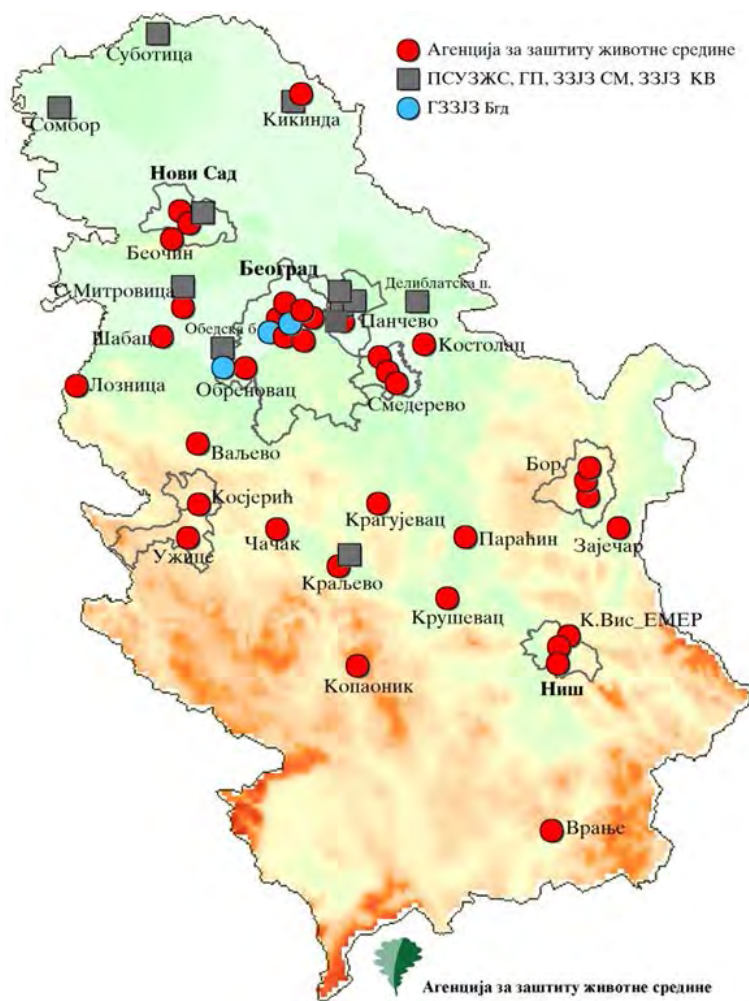 Суботица
Агенција за заштиту животне средине
ПСУЗЖС, ГП, ЗЗЈЗ СМ, ЗЗЈЗ КВ
ГЗЗЈЗ Бгд
Сомбор
Кикинда
Нови Сад
Беочин
Београд
С.Митровица
Делиблатска п.
Обедска б.
Панчево
Шабац
Костолац
Лозница
Обреновац
Смедерево
Ваљево
Бор
Косјерић
Крагујевац
Ужице
Чачак
Параћин
Зајечар
Краљево
Крушевац
К.Вис_ЕМЕР
Копаоник
Ниш
Врање
Агенција за заштиту животне средине